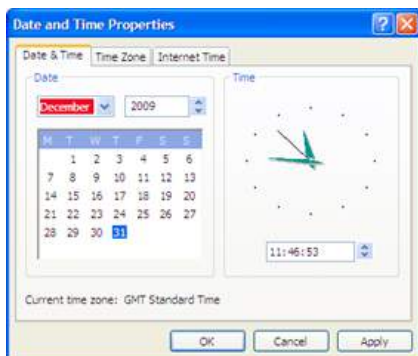 Date and Time Properties
Date & Time Time Zone Internet Time
Date
Time
December 2009
M T W T F S S
1 2 3 4 5 6
7 8 9 10 11 12 13
14 15 16 17 18 19 20
21 22 23 24 25 26 27
28 29 30 31
11:46:53
Current time zone: GMT Standard Time
OK Cancel Apply